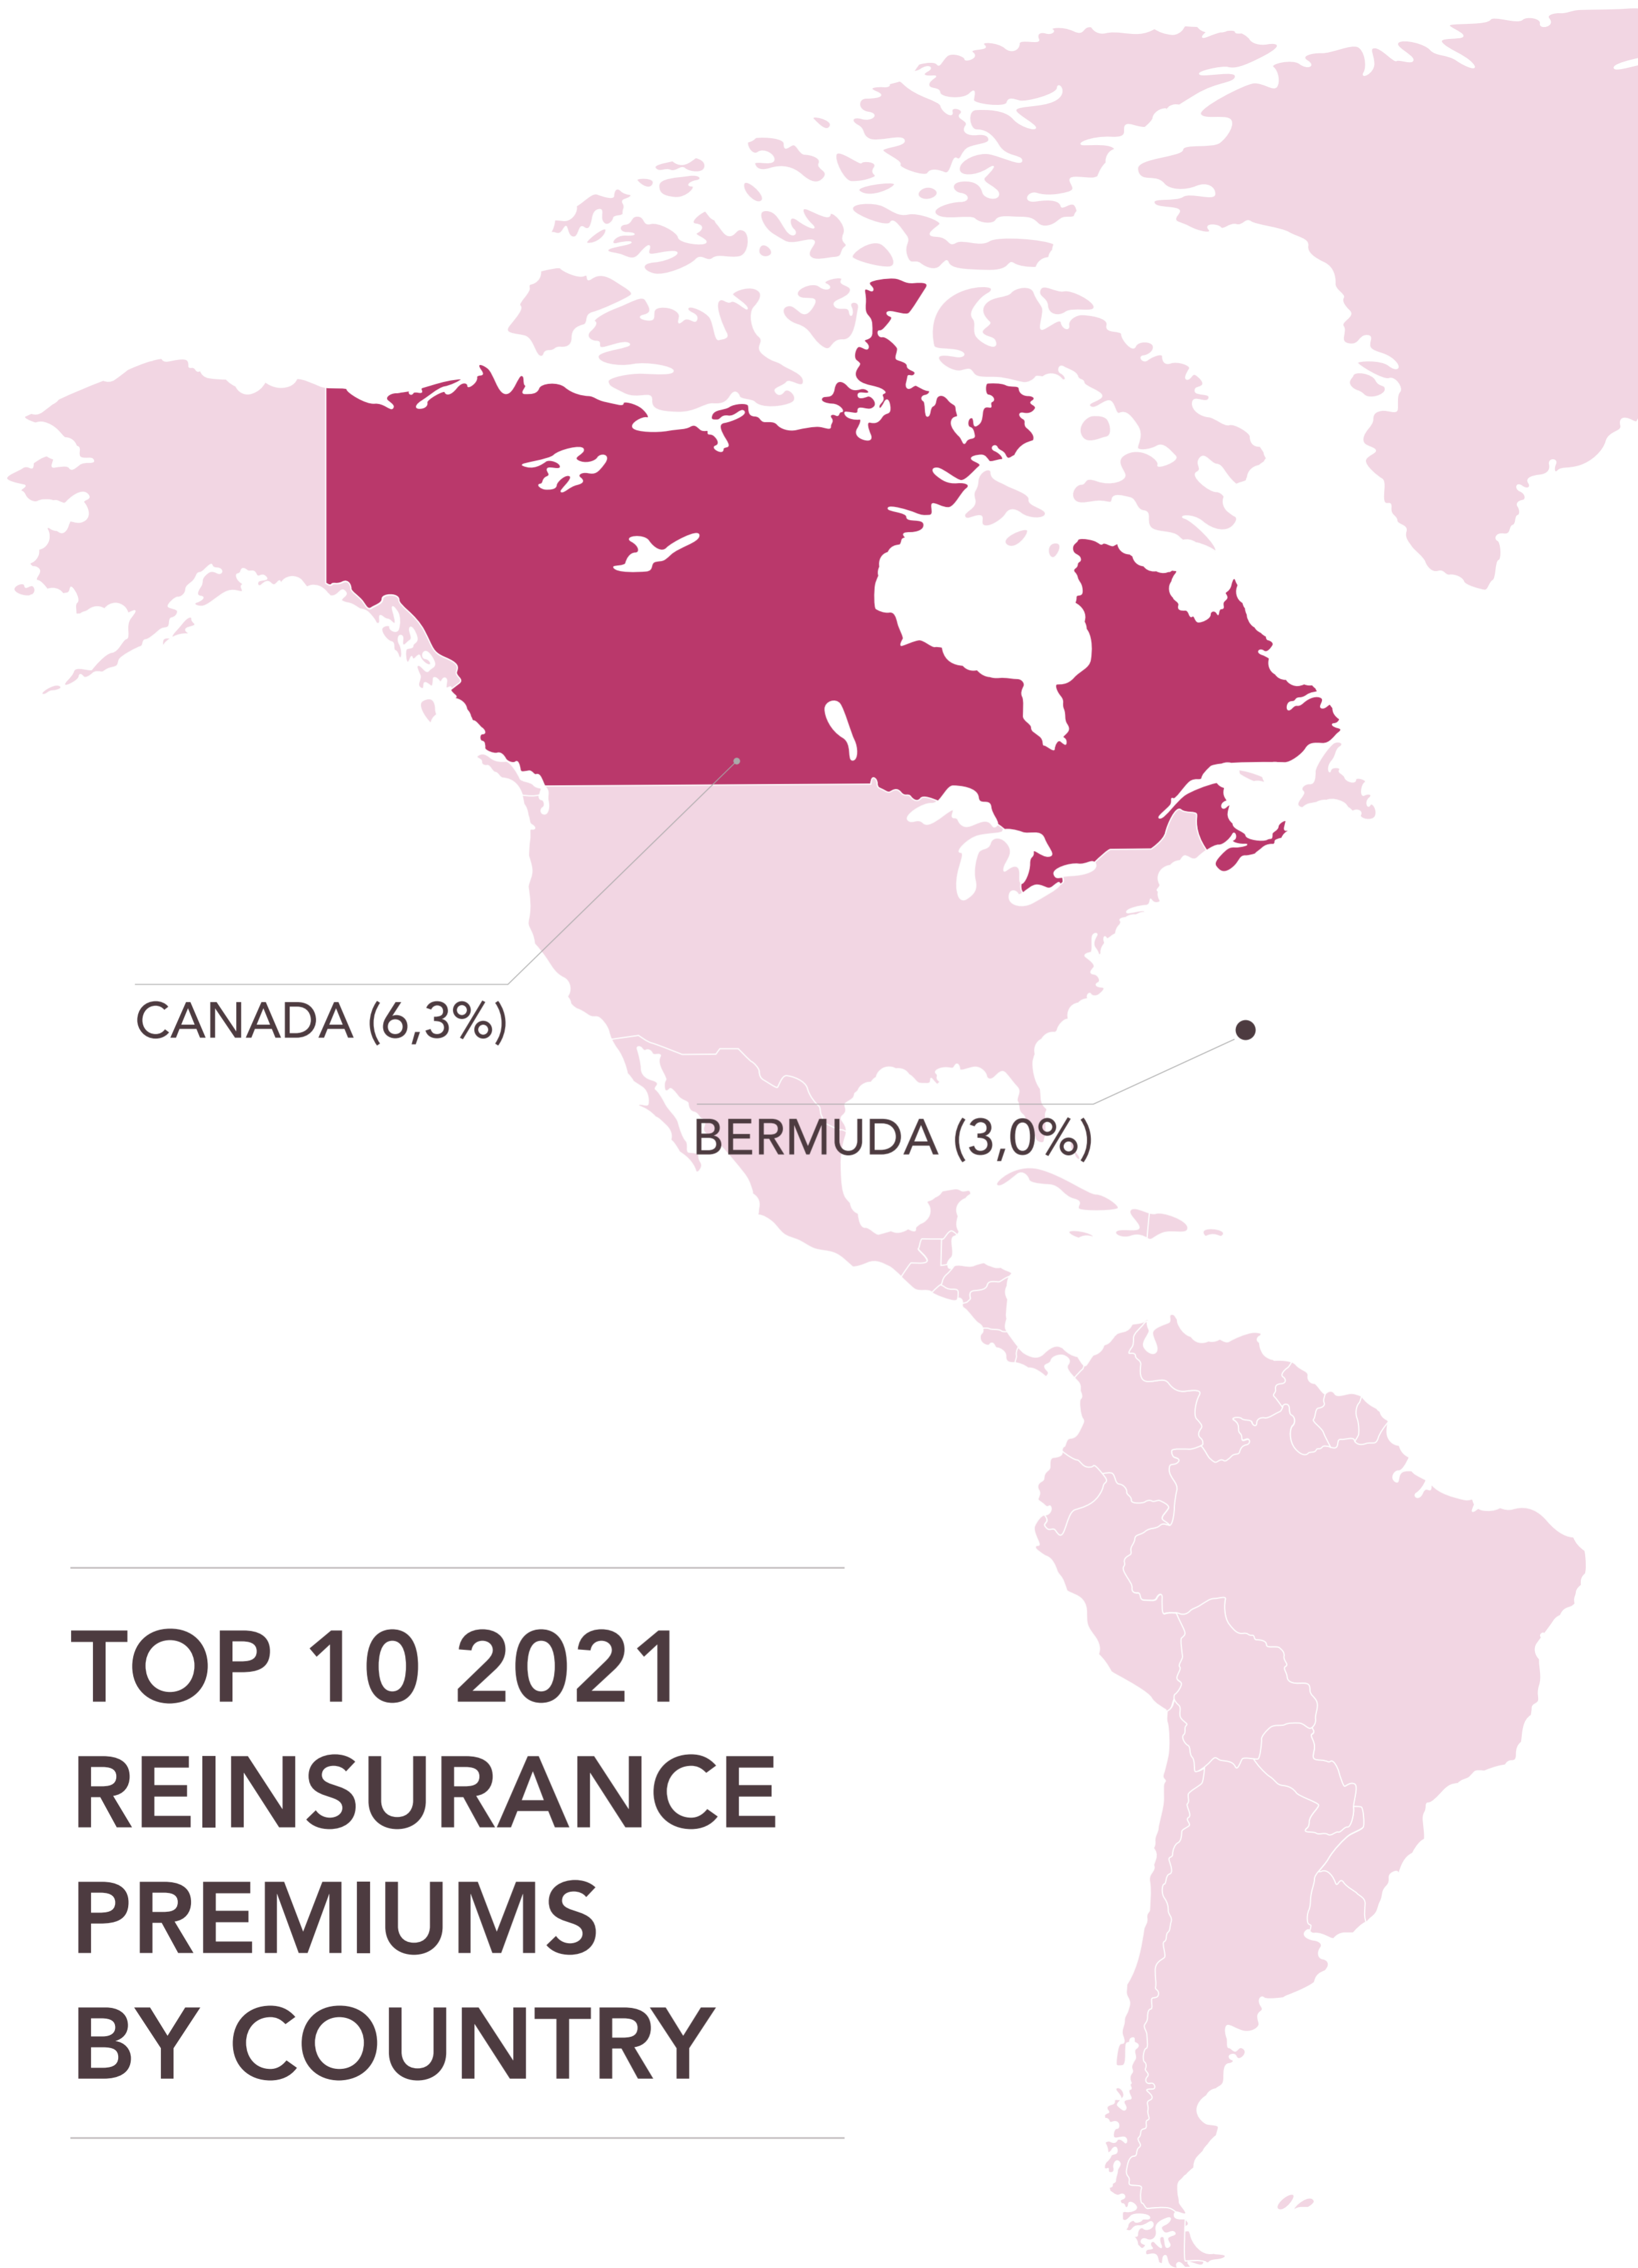 CANADA (6,3%)
BERMUDA (3,0%)
TOP 10 2021
REINSURANCE
PREMIUMS
BY COUNTRY